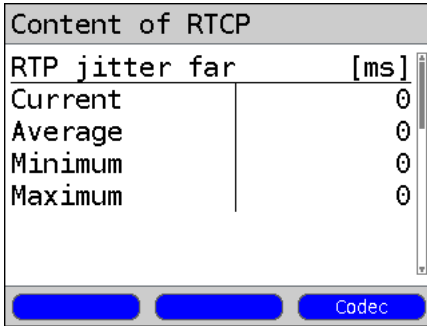 Content of RTCP
RTP jitter far [ms]
Current 0
Average 0
Minimum 0
Maximum 0
Codec